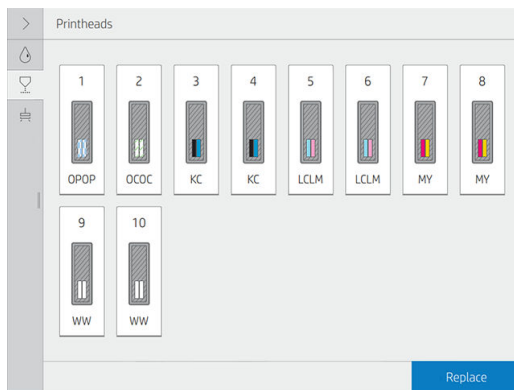 Printheads
1 2 3 4 5 6 7 8
OPOP OCOC KC KC LCLM LCLM MY MY
9 10
WW WW
Replace